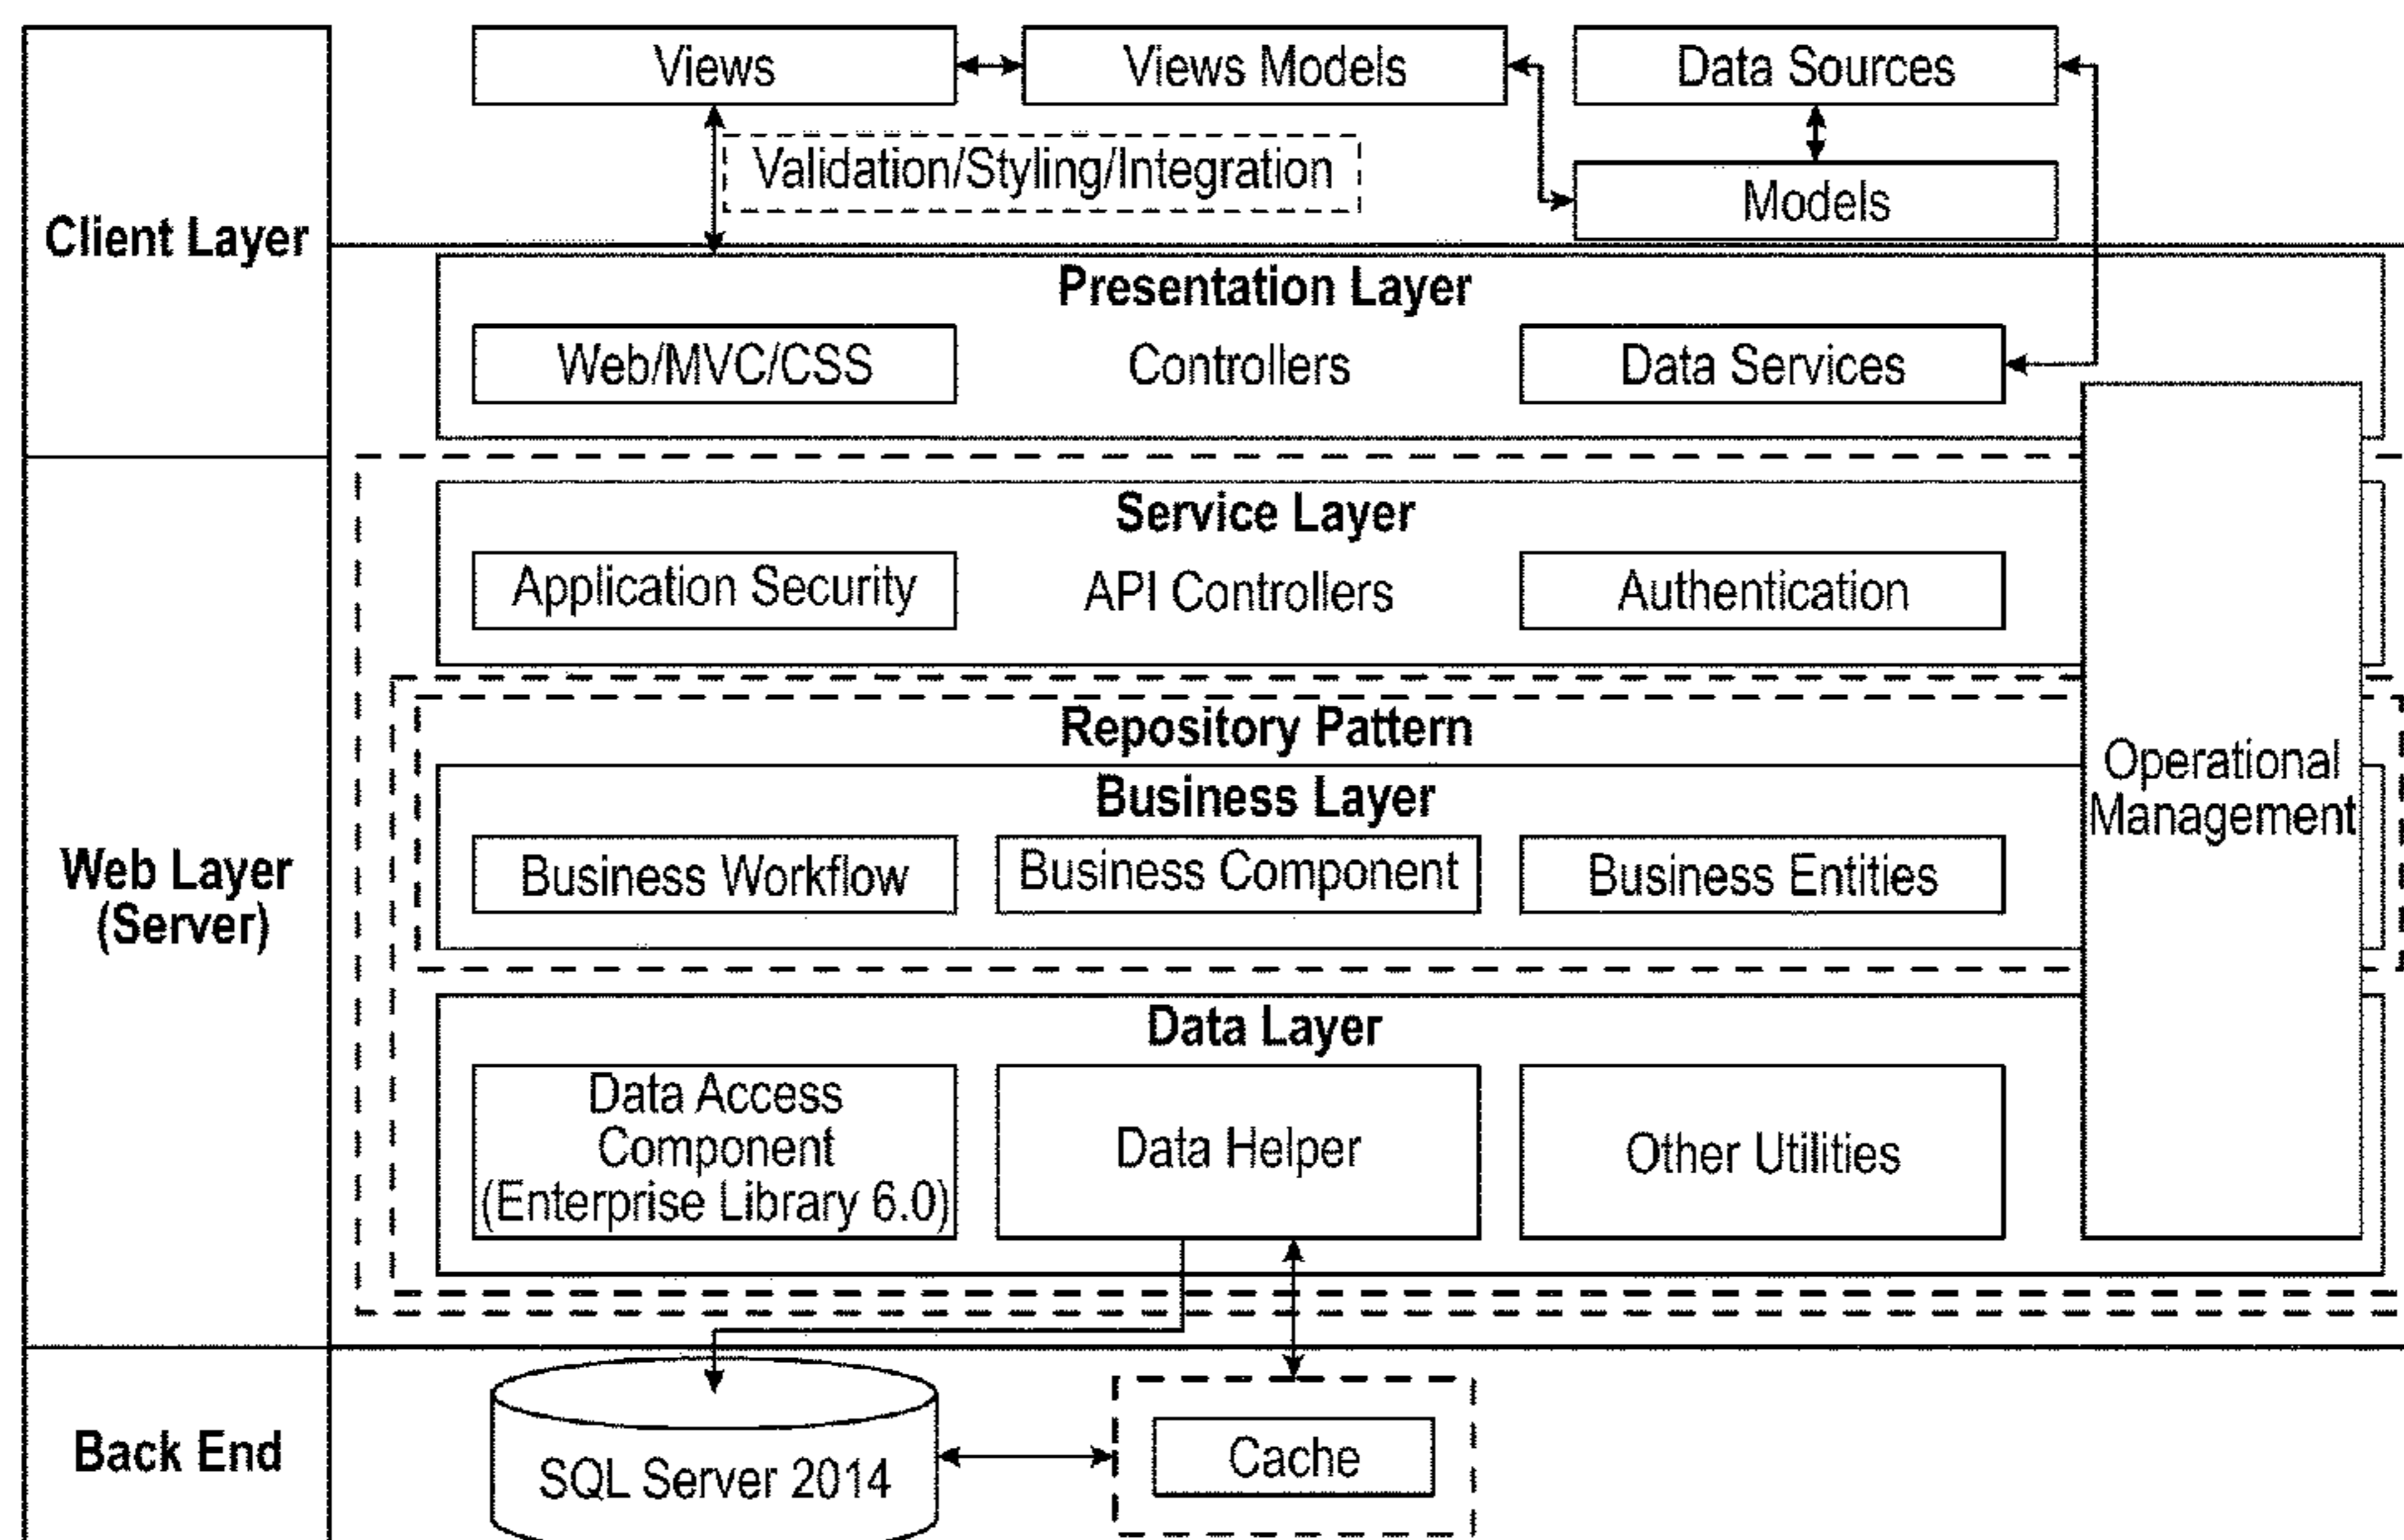 Views
Views Models
Data Sources
Validation/Styling/Integration
Models
Client Layer
Presentation Layer
Web/MVC/CSS
Controllers
Data Services
Service Layer
Application Security
API Controllers
Authentication
Repository Pattern
Business Layer
Business Workflow
Business Component
Business Entities
Operational
Management
Web Layer
(Server)
Data Layer
Data Access
Component
(Enterprise Library 6.0)
Data Helper
Other Utilities
Back End
SQL Server 2014
Cache